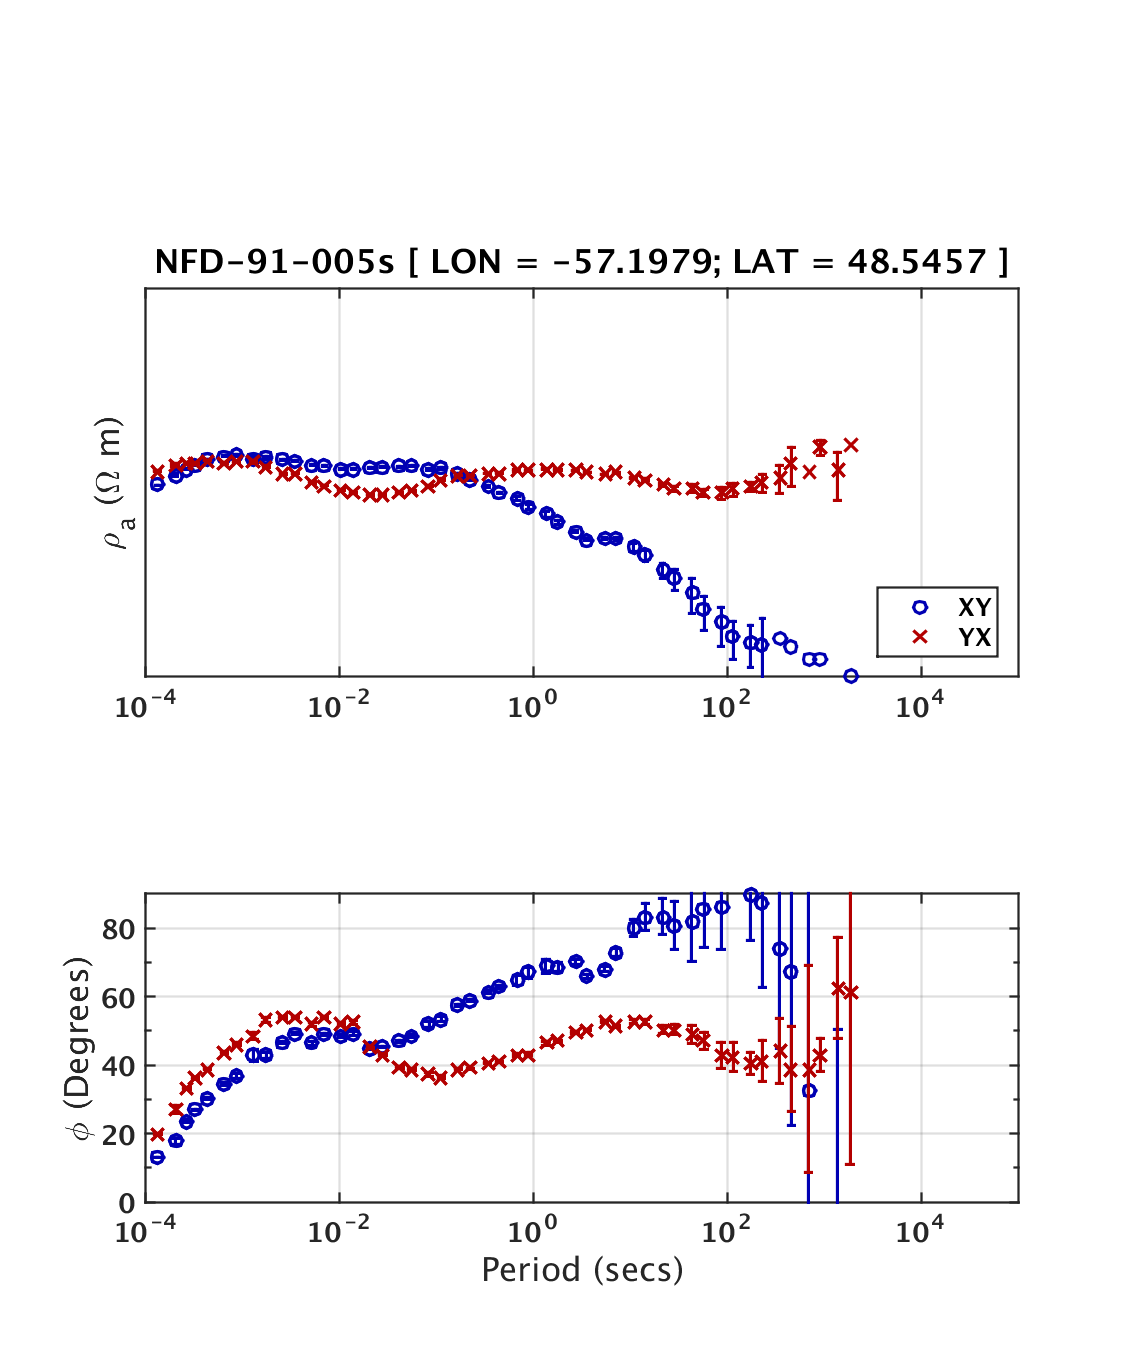 NFD-91-005s [ LON = -57.1979; LAT = 48.5457 ]
ρa (Ω m)
XY
YX
10^-4 10^-2 10^0 10^2 10^4
φ (Degrees)
80
60
40
20
0
10^-4 10^-2 10^0 10^2 10^4
Period (secs)